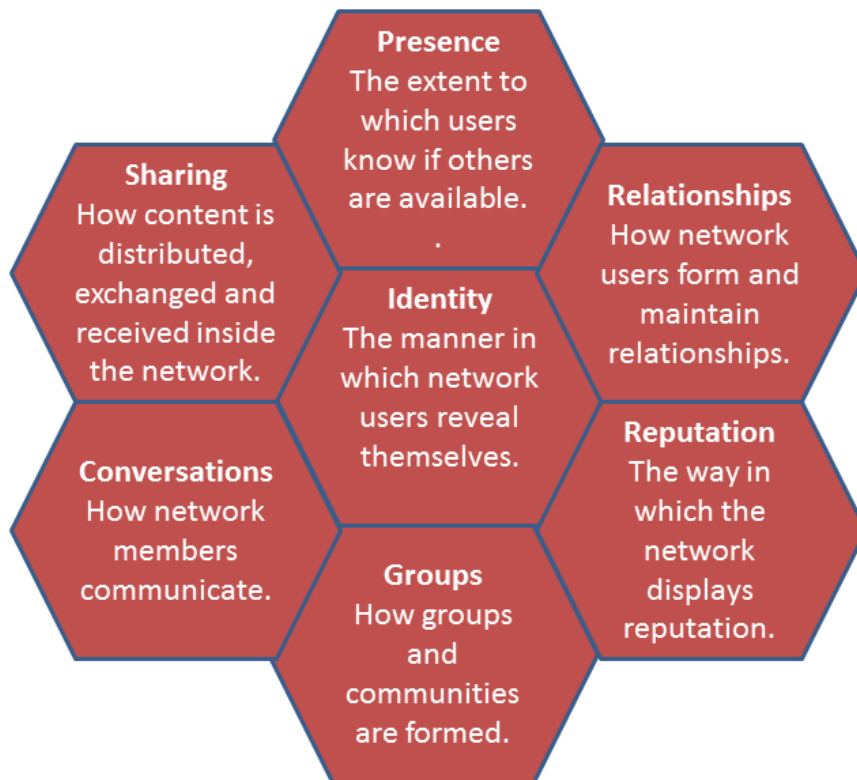 Presence
The extent to
which users
know if others
are available.
.
Sharing
How content is
distributed,
exchanged and
received inside
the network.
Relationships
How network
users form and
maintain
relationships.
Identity
The manner in
which network
users reveal
themselves.
Conversations
How network
members
communicate.
Reputation
The way in
which the
network
displays
reputation.
Groups
How groups
and
communities
are formed.